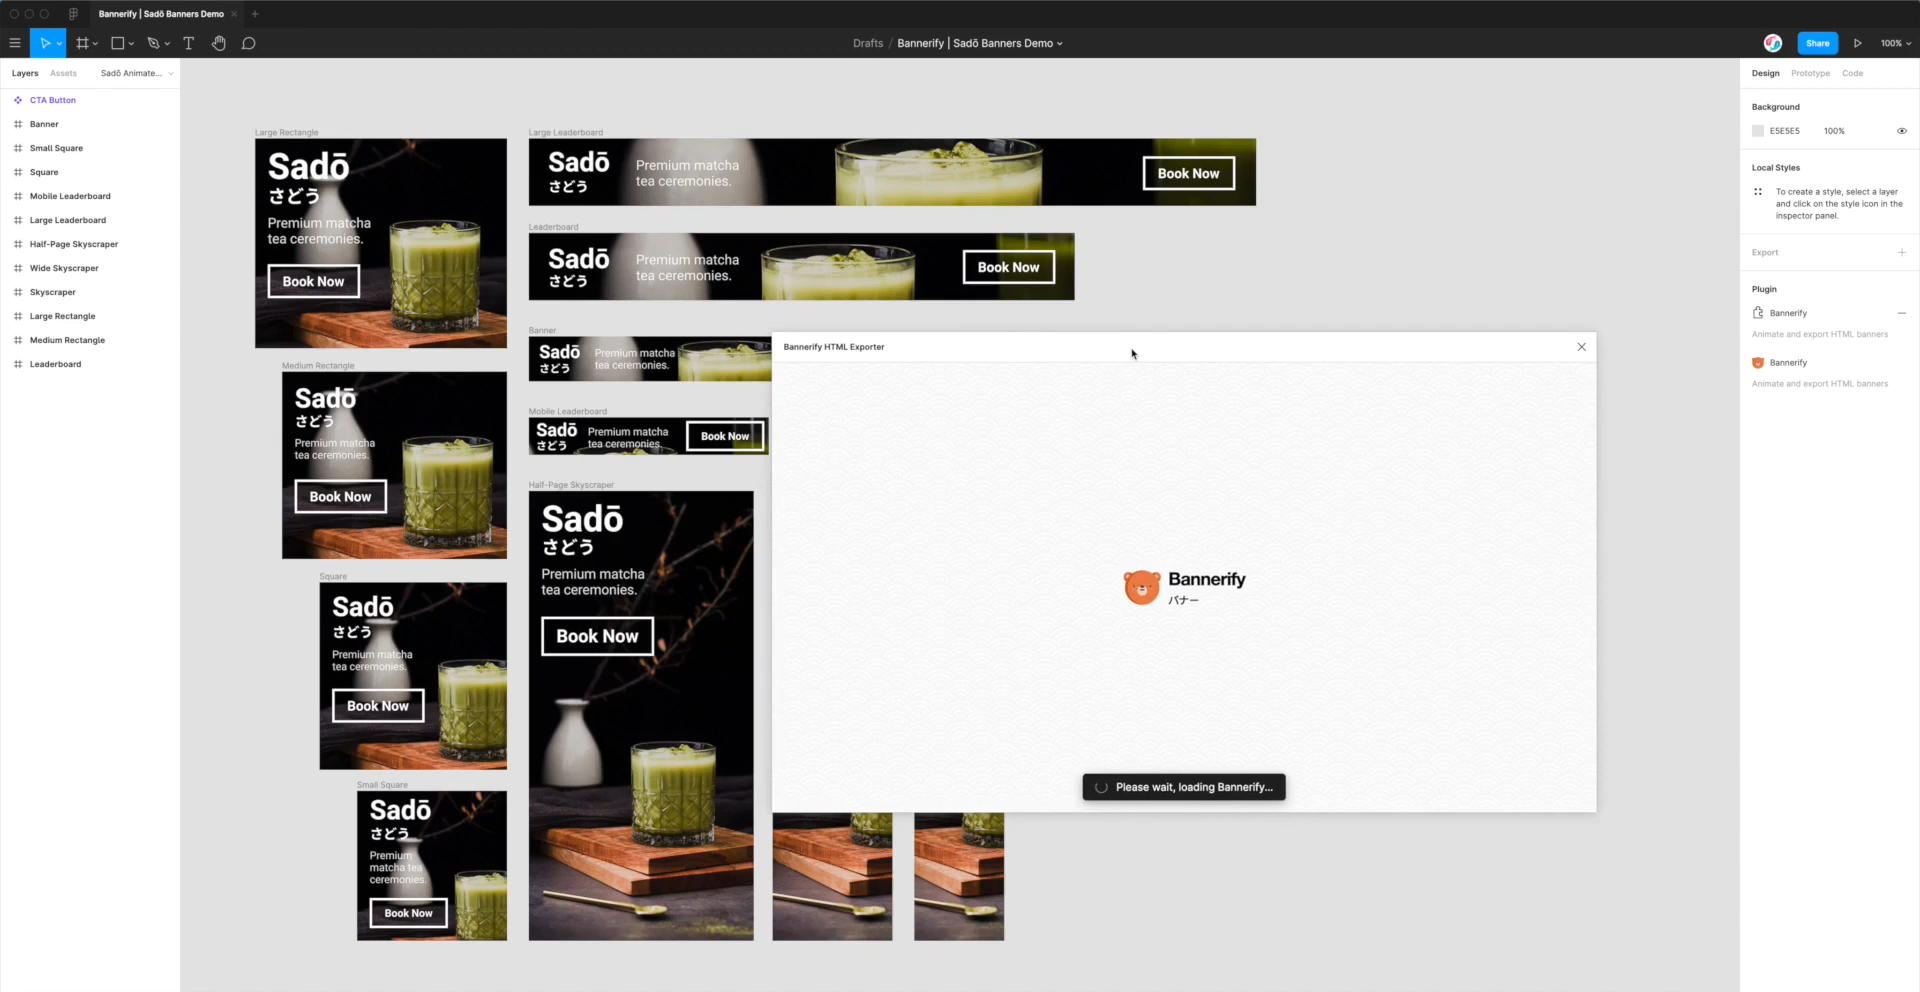 Bannerify | Sadō Banners Demo
Drafts / Bannerify | Sadō Banners Demo
Share
100%
Layers
Assets
Sadō Animate...
CTA Button
Banner
Small Square
Square
Mobile Leaderboard
Large Leaderboard
Half-Page Skyscraper
Wide Skyscraper
Skyscraper
Large Rectangle
Medium Rectangle
Leaderboard
Large Rectangle
Sadō
さどう
Premium matcha
tea ceremonies.
Book Now
Medium Rectangle
Sadō
さどう
Premium matcha
tea ceremonies.
Book Now
Square
Sadō
さどう
Premium matcha
tea ceremonies.
Book Now
Small Square
Sadō
さどう
Premium
matcha tea
ceremonies.
Book Now
Large Leaderboard
Sadō
さどう
Premium matcha
tea ceremonies.
Book Now
Leaderboard
Sadō
さどう
Premium matcha
tea ceremonies.
Book Now
Banner
Sadō
さどう
Premium matcha
tea ceremonies.
Mobile Leaderboard
Sadō
さどう
Premium matcha
tea ceremonies.
Book Now
Half-Page Skyscraper
Sadō
さどう
Premium matcha
tea ceremonies.
Book Now
Bannerify HTML Exporter
Bannerify
バナー
Please wait, loading Bannerify...
Design
Prototype
Code
Background
E5E5E5
100%
Local Styles
To create a style, select a layer
and click on the style icon in the
inspector panel.
Export
Plugin
Bannerify
Animate and export HTML banners
Bannerify
Animate and export HTML banners